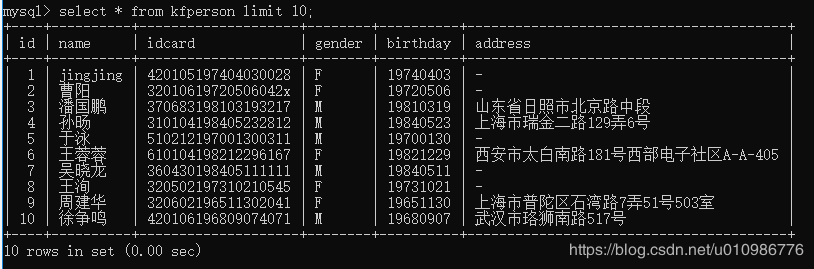 mysql> select * from kfperson limit 10;
| id | name | idcard | gender | birthday | address |
| 1 | jingjing | 420105197404030028 | F | 19740403 | - |
| 2 | 曹阳 | 32010619720506042x | F | 19720506 | - |
| 3 | 潘国鹏 | 370683198103193217 | M | 19810319 | 山东省日照市北京路中段 |
| 4 | 孙旸 | 310104198405232812 | M | 19840523 | 上海市瑞金二路129弄6号 |
| 5 | 于泳 | 510212197001300311 | M | 19700130 | - |
| 6 | 王蓉蓉 | 610104198212296167 | F | 19821229 | 西安市太白南路181号西部电子社区A-A-405 |
| 7 | 吴晓龙 | 360430198405111111 | M | 19840511 | - |
| 8 | 王洵 | 320502197310210545 | F | 19731021 | - |
| 9 | 周建华 | 320602196511302041 | F | 19651130 | 上海市普陀区石湾路7弄51号503室 |
| 10 | 徐争鸣 | 420106196809074071 | M | 19680907 | 武汉市珞狮南路517号 |
10 rows in set (0.00 sec)
https://blog.csdn.net/u010986776